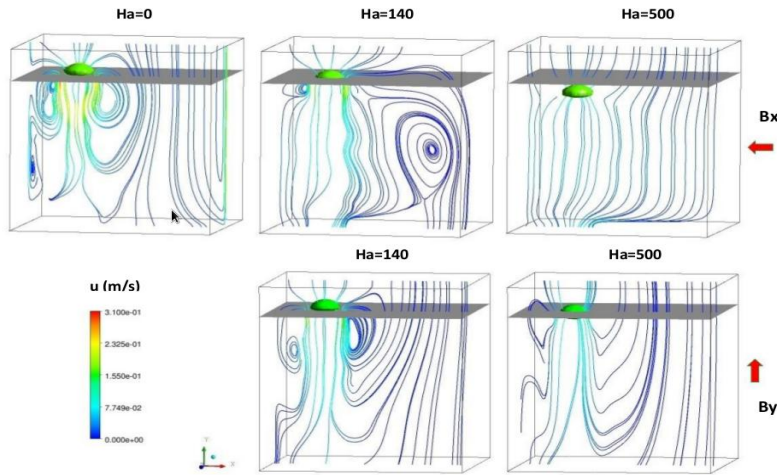 Ha=0
Ha=140
Ha=500
Bx
Ha=140
Ha=500
u (m/s)
3.100e-01
2.325e-01
1.550e-01
7.749e-02
0.000e+00
By
Y
X